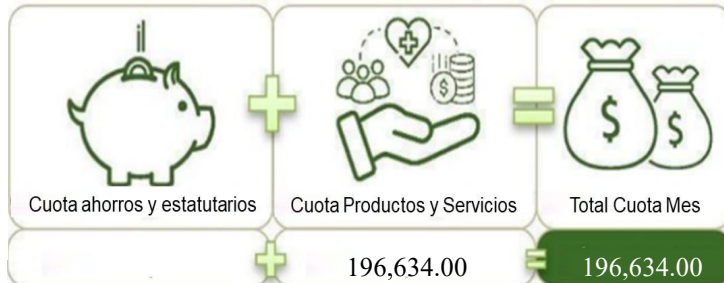 Cuota ahorros y estatutarios
Cuota Productos y Servicios
Total Cuota Mes
196,634.00
196,634.00